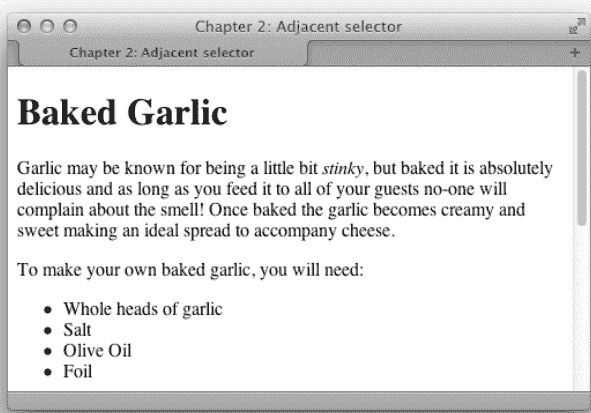 Chapter 2: Adjacent selector
Chapter 2: Adjacent selector
Baked Garlic
Garlic may be known for being a little bit stinky, but baked it is absolutely
delicious and as long as you feed it to all of your guests no-one will
complain about the smell! Once baked the garlic becomes creamy and
sweet making an ideal spread to accompany cheese.
To make your own baked garlic, you will need:
• Whole heads of garlic
• Salt
• Olive Oil
• Foil